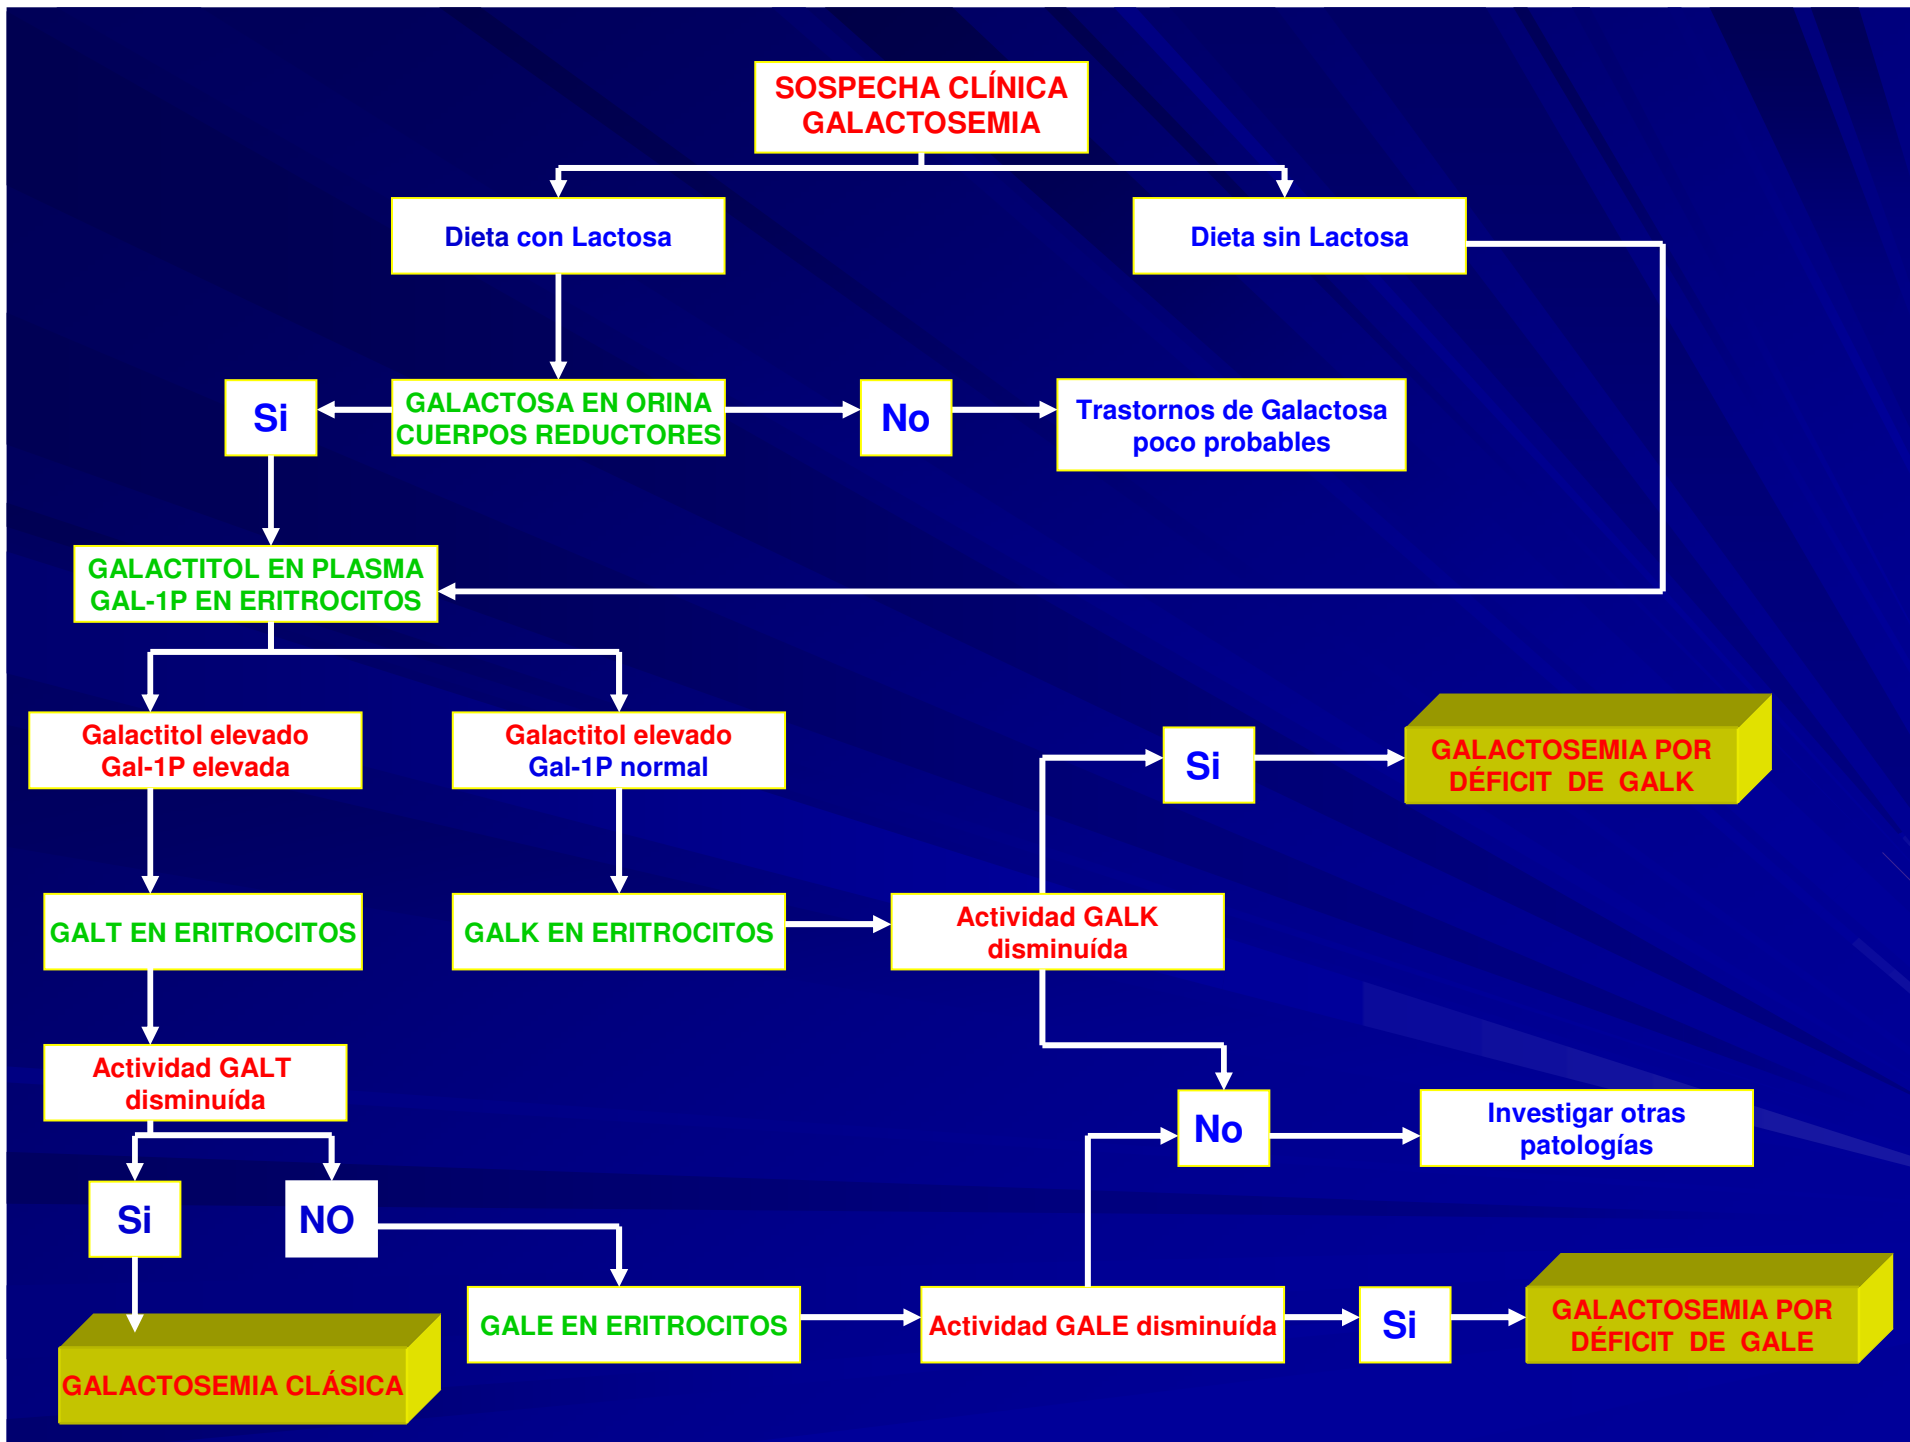 SOSPECHA CLÍNICA
GALACTOSEMIA
Dieta con Lactosa
Dieta sin Lactosa
Si
GALACTOSA EN ORINA
CUERPOS REDUCTORES
No
Trastornos de Galactosa
poco probables
GALACTITOL EN PLASMA
GAL-1P EN ERITROCITOS
Galactitol elevado
Gal-1P elevada
Galactitol elevado
Gal-1P normal
Si
GALACTOSEMIA POR
DÉFICIT DE GALK
GALT EN ERITROCITOS
GALK EN ERITROCITOS
Actividad GALK
disminuída
Actividad GALT
disminuída
No
Investigar otras
patologías
Si
NO
GALE EN ERITROCITOS
Actividad GALE disminuída
Si
GALACTOSEMIA POR
DÉFICIT DE GALE
GALACTOSEMIA CLÁSICA